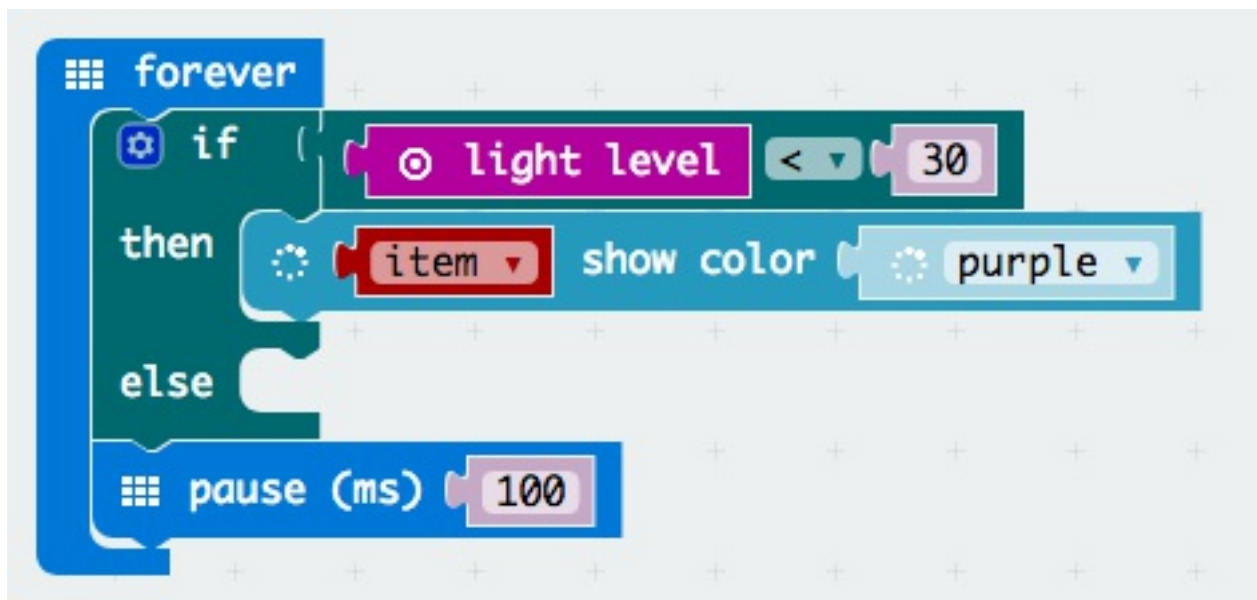 forever
if light level < 30
then item show color purple
else
pause (ms) 100